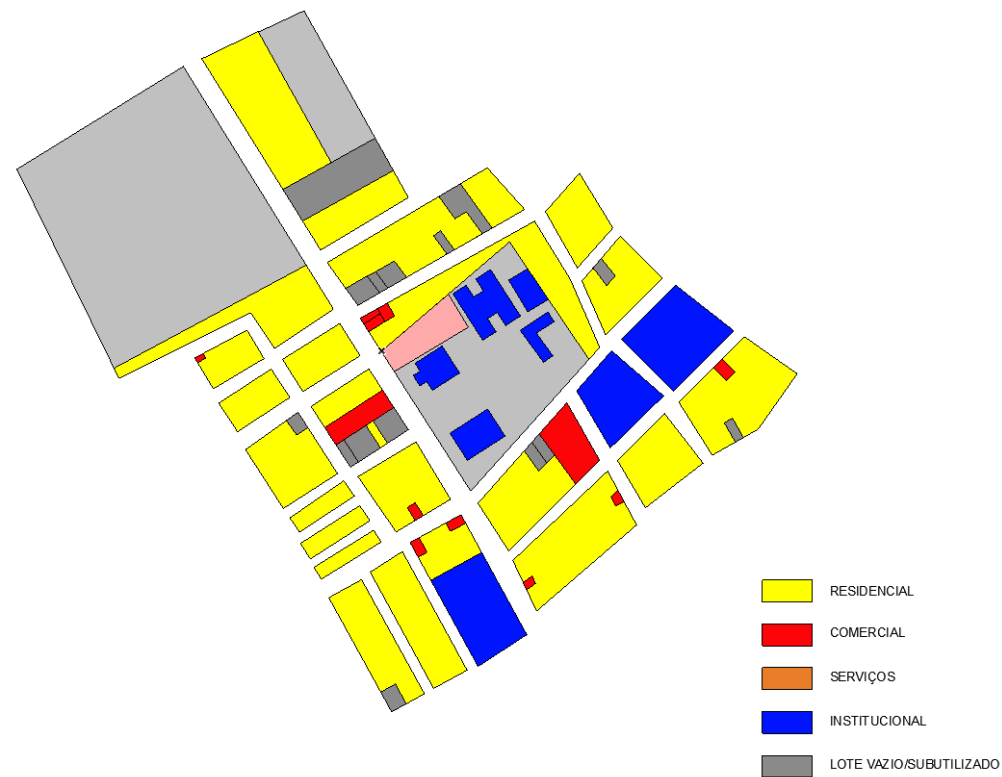 RESIDENCIAL
COMERCIAL
SERVIÇOS
INSTITUCIONAL
LOTE VAZIO/SUBUTILIZADO